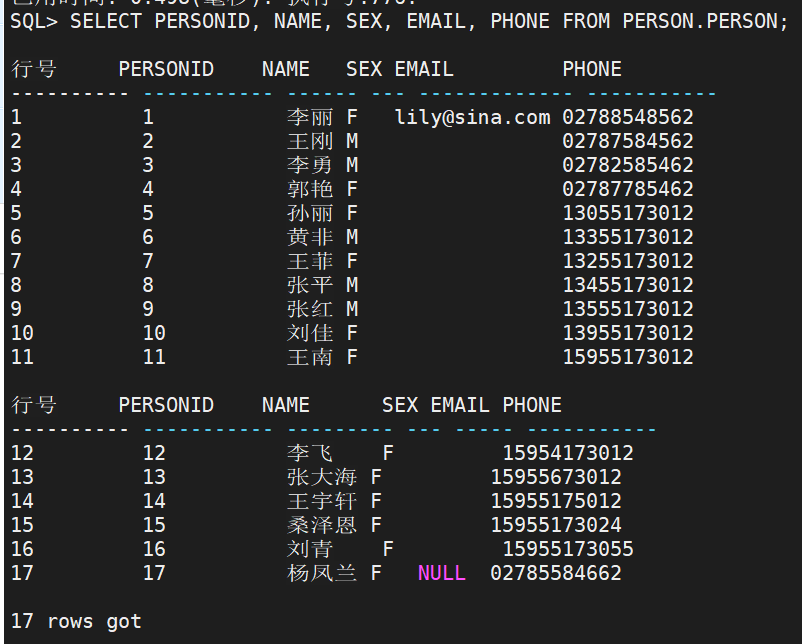 SQL> SELECT PERSONID, NAME, SEX, EMAIL, PHONE FROM PERSON.PERSON;
行号 PERSONID NAME SEX EMAIL PHONE
---------- ----------- ------ --- ------------- -----------
1 1 李丽 F lily@sina.com 02788548562
2 2 王刚 M 02787584562
3 3 李勇 M 02782585462
4 4 郭艳 F 02787785462
5 5 孙丽 F 13055173012
6 6 黄非 M 13355173012
7 7 王菲 F 13255173012
8 8 张平 M 13455173012
9 9 张红 M 13555173012
10 10 刘佳 F 13955173012
11 11 王南 F 15955173012
行号 PERSONID NAME SEX EMAIL PHONE
---------- ----------- --------- --- ----- -----------
12 12 李飞 F 15954173012
13 13 张大海 F 15955673012
14 14 王宇轩 F 15955175012
15 15 桑泽恩 F 15955173024
16 16 刘青 F 15955173055
17 17 杨凤兰 F NULL 02785584662
17 rows got